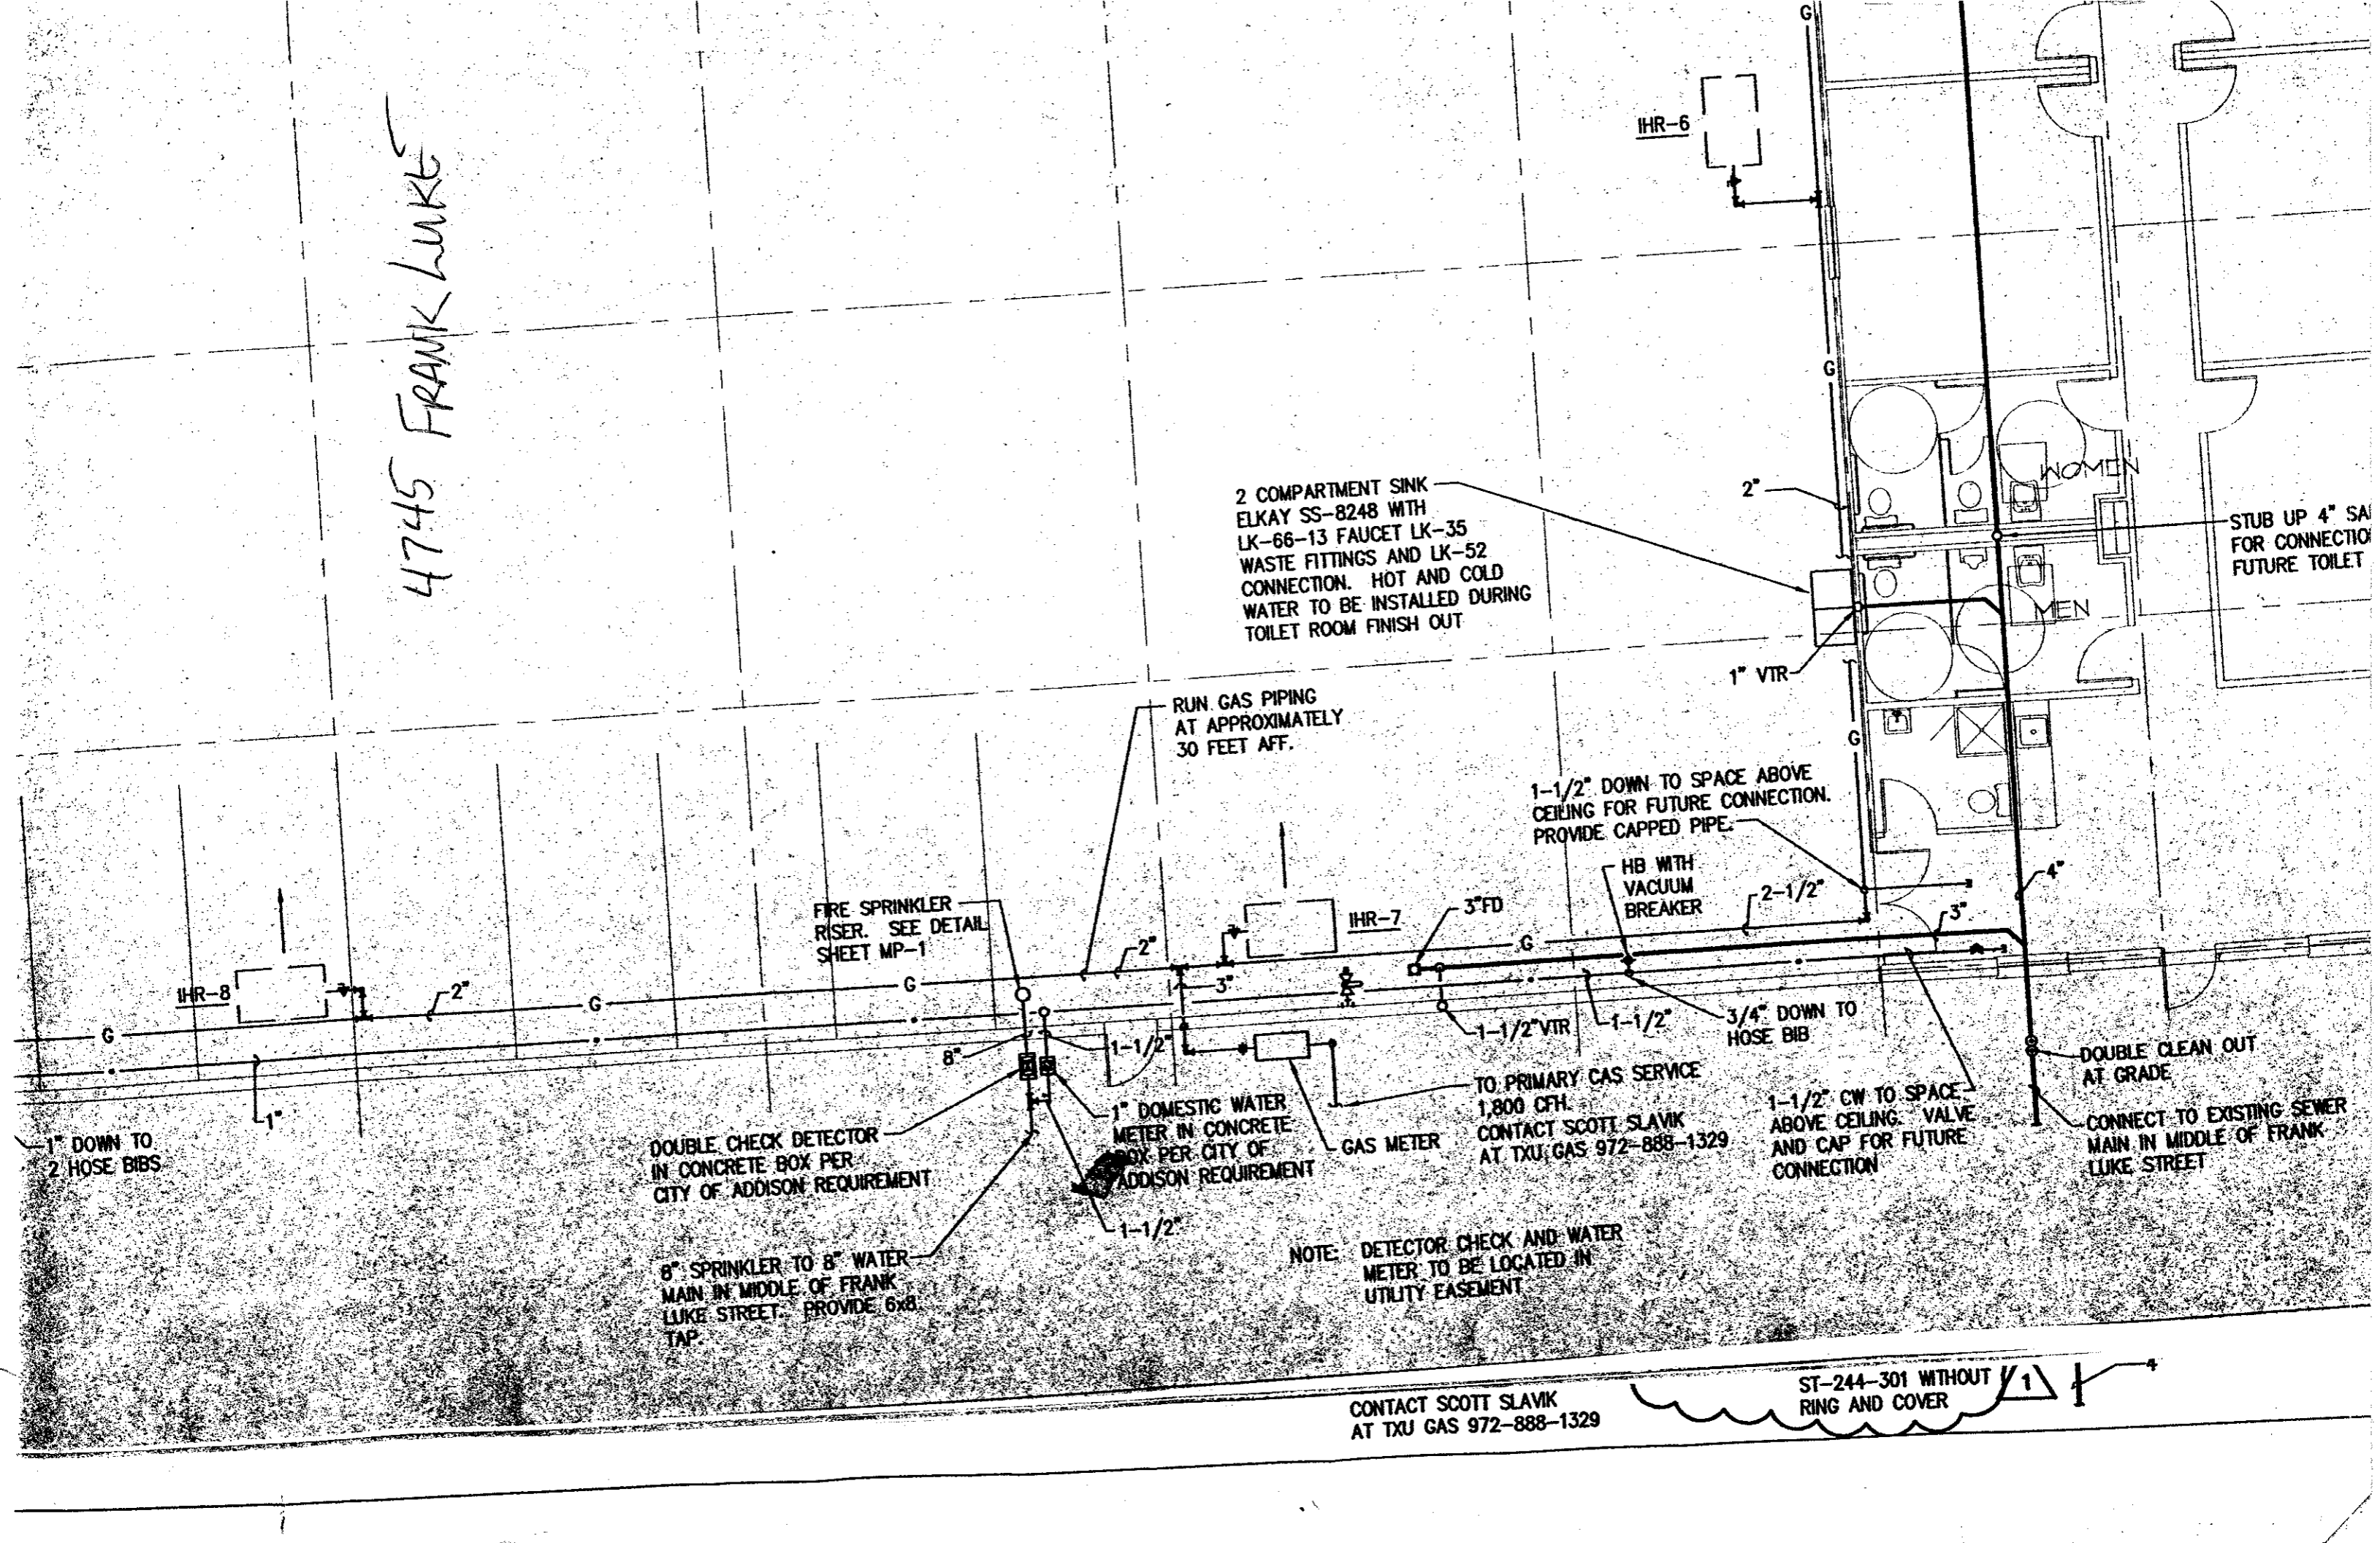 4745 FRANK LUKE
G
IHR-6
G
WOMEN
2"
2 COMPARTMENT SINK
ELKAY SS-8248 WITH
LK-66-13 FAUCET LK-35
WASTE FITTINGS AND LK-52
CONNECTION. HOT AND COLD
WATER TO BE INSTALLED DURING
TOILET ROOM FINISH OUT
STUB UP 4"
FOR
FUTURE TOILET
MEN
1" VTR
RUN GAS PIPING
AT APPROXIMATELY
30 FEET AFF.
G
1-1/2" DOWN TO SPACE ABOVE
CEILING FOR FUTURE CONNECTION.
PROVIDE CAPPED PIPE.
HB WITH
VACUUM
BREAKER
2-1/2"
4"
3"
FIRE SPRINKLER
RISER. SEE DETAIL
SHEET MP-1
IHR-7
3"FD
G
2"
3"
G
IHR-8
2"
G
G
8"
1-1/2"
1-1/2"VTR
1-1/2"
3/4" DOWN TO
HOSE BIB
DOUBLE CLEAN OUT
AT GRADE
1"
1" DOWN TO
2 HOSE BIBS
DOUBLE CHECK DETECTOR
IN CONCRETE BOX PER
CITY OF ADDISON REQUIREMENT
1" DOMESTIC WATER
METER IN CONCRETE
BOX PER CITY OF
ADDISON REQUIREMENT
GAS METER
TO PRIMARY CAS SERVICE
1,800 CFH.
CONTACT SCOTT SLAVIK
AT TXU GAS 972-888-1329
1-1/2" CW TO SPACE
ABOVE CEILING. VALVE
AND CAP FOR FUTURE
CONNECTION
CONNECT TO EXISTING SEWER
MAIN IN MIDDLE OF FRANK
LUKE STREET
1-1/2"
8" SPRINKLER TO 8" WATER
MAIN IN MIDDLE OF FRANK
LUKE STREET. PROVIDE 6x8
TAP.
NOTE: DETECTOR CHECK AND WATER
METER TO BE LOCATED IN
UTILITY EASEMENT
CONTACT SCOTT SLAVIK
AT TXU GAS 972-888-1329
ST-244-301 WITHOUT
RING AND COVER
1
4